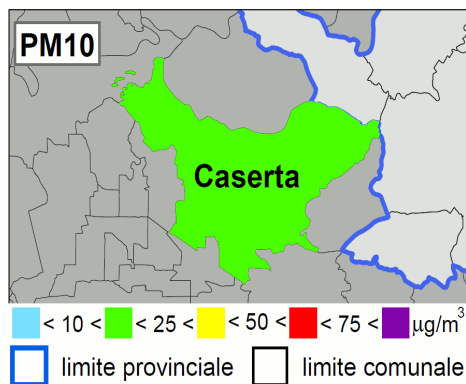 PM10
Caserta
< 10 < < 25 < < 50 < < 75 < µg/m³
limite provinciale limite comunale